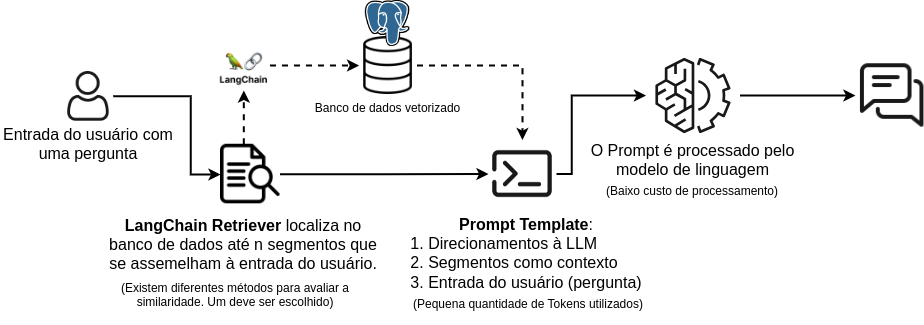 LangChain
Banco de dados vetorizado
Entrada do usuário com
uma pergunta
LangChain Retriever localiza no
banco de dados até n segmentos que
se assemelham à entrada do usuário.
(Existem diferentes métodos para avaliar a
similaridade. Um deve ser escolhido)
Prompt Template:
1. Direcionamentos à LLM
2. Segmentos como contexto
3. Entrada do usuário (pergunta)
(Pequena quantidade de Tokens utilizados)
O Prompt é processado pelo
modelo de linguagem
(Baixo custo de processamento)